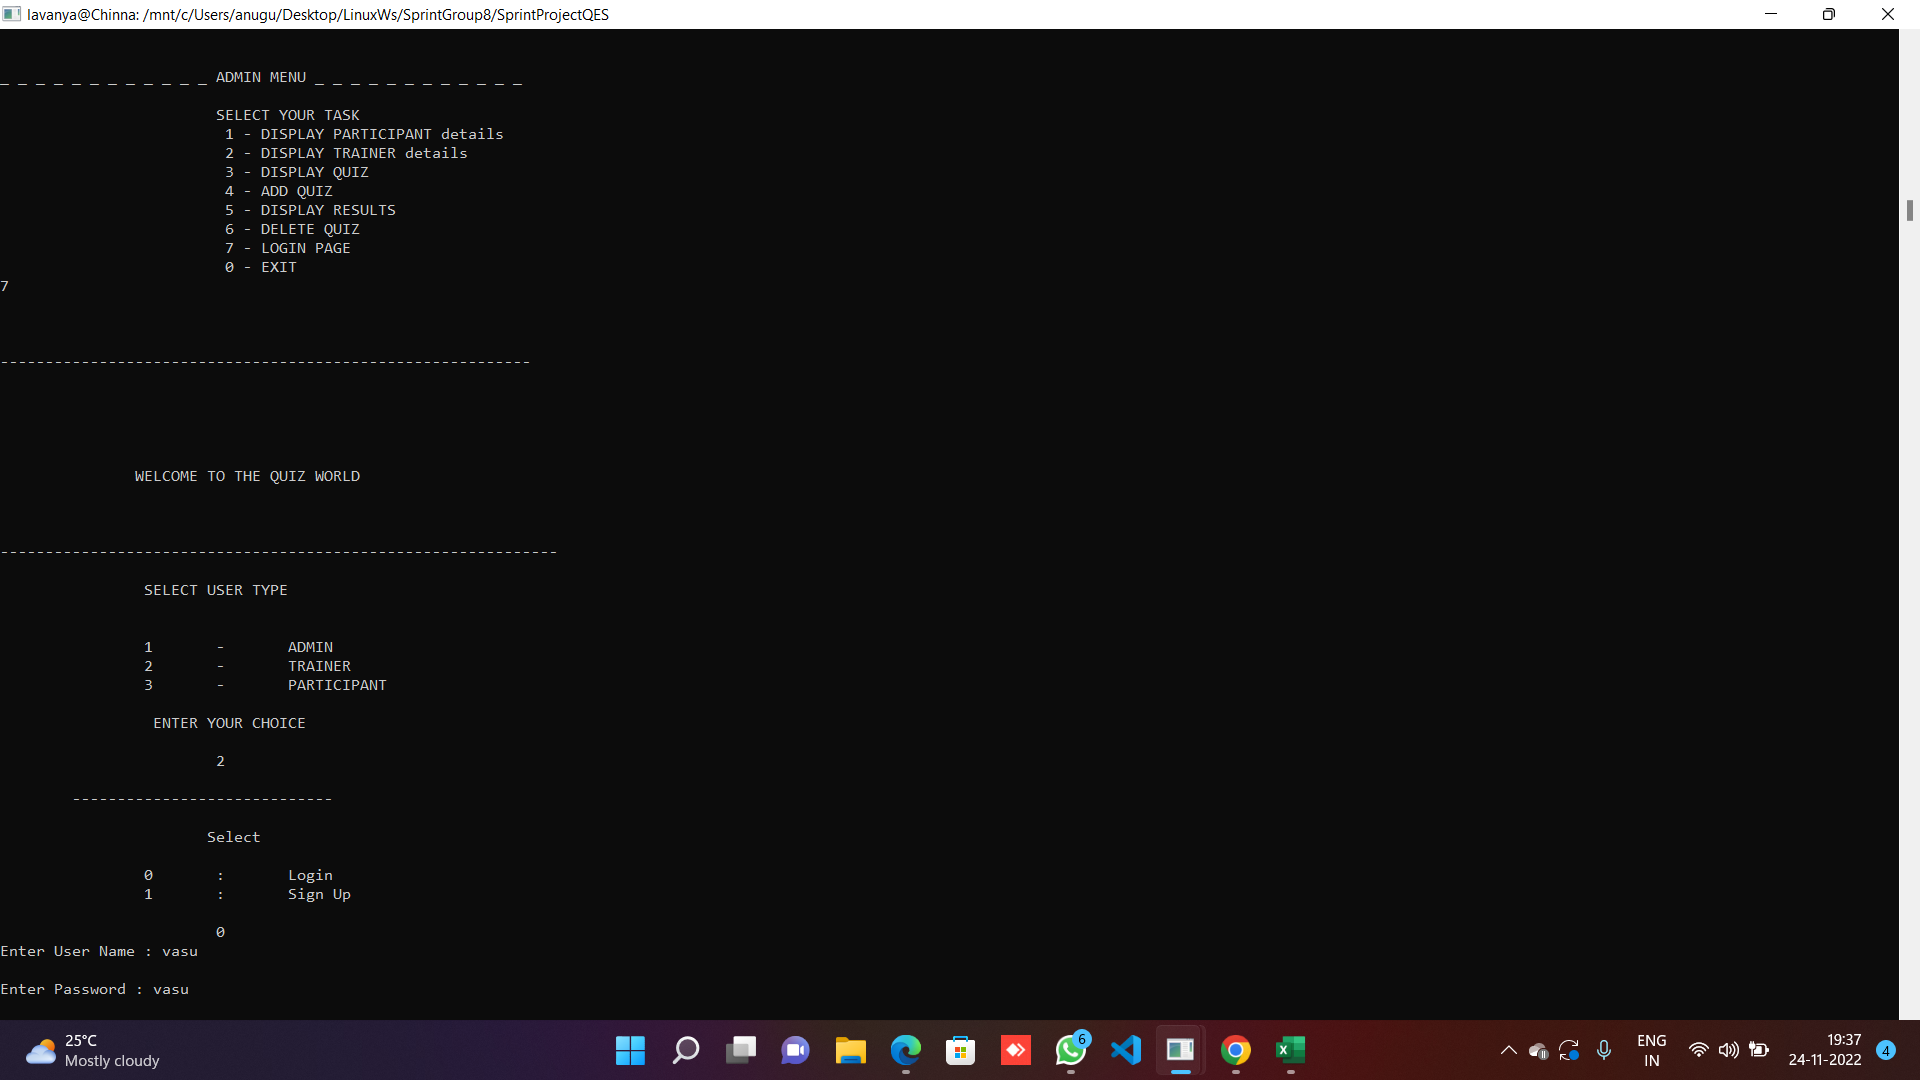 lavanya@Chinna: /mnt/c/Users/anugu/Desktop/LinuxWs/SprintGroup8/SprintProjectQES
_ _ _ _ _ _ _ _ _ _ _ _ ADMIN MENU _ _ _ _ _ _ _ _ _ _ _ _
SELECT YOUR TASK
1 - DISPLAY PARTICIPANT details
2 - DISPLAY TRAINER details
3 - DISPLAY QUIZ
4 - ADD QUIZ
5 - DISPLAY RESULTS
6 - DELETE QUIZ
7 - LOGIN PAGE
0 - EXIT
7
-----------------------------------------------------------
WELCOME TO THE QUIZ WORLD
--------------------------------------------------------------
SELECT USER TYPE
1 - ADMIN
2 - TRAINER
3 - PARTICIPANT
ENTER YOUR CHOICE
2
-----------------------------
Select
0 : Login
1 : Sign Up
0
Enter User Name : vasu
Enter Password : vasu
25°C
Mostly cloudy
6
ENG
IN
19:37
24-11-2022
4